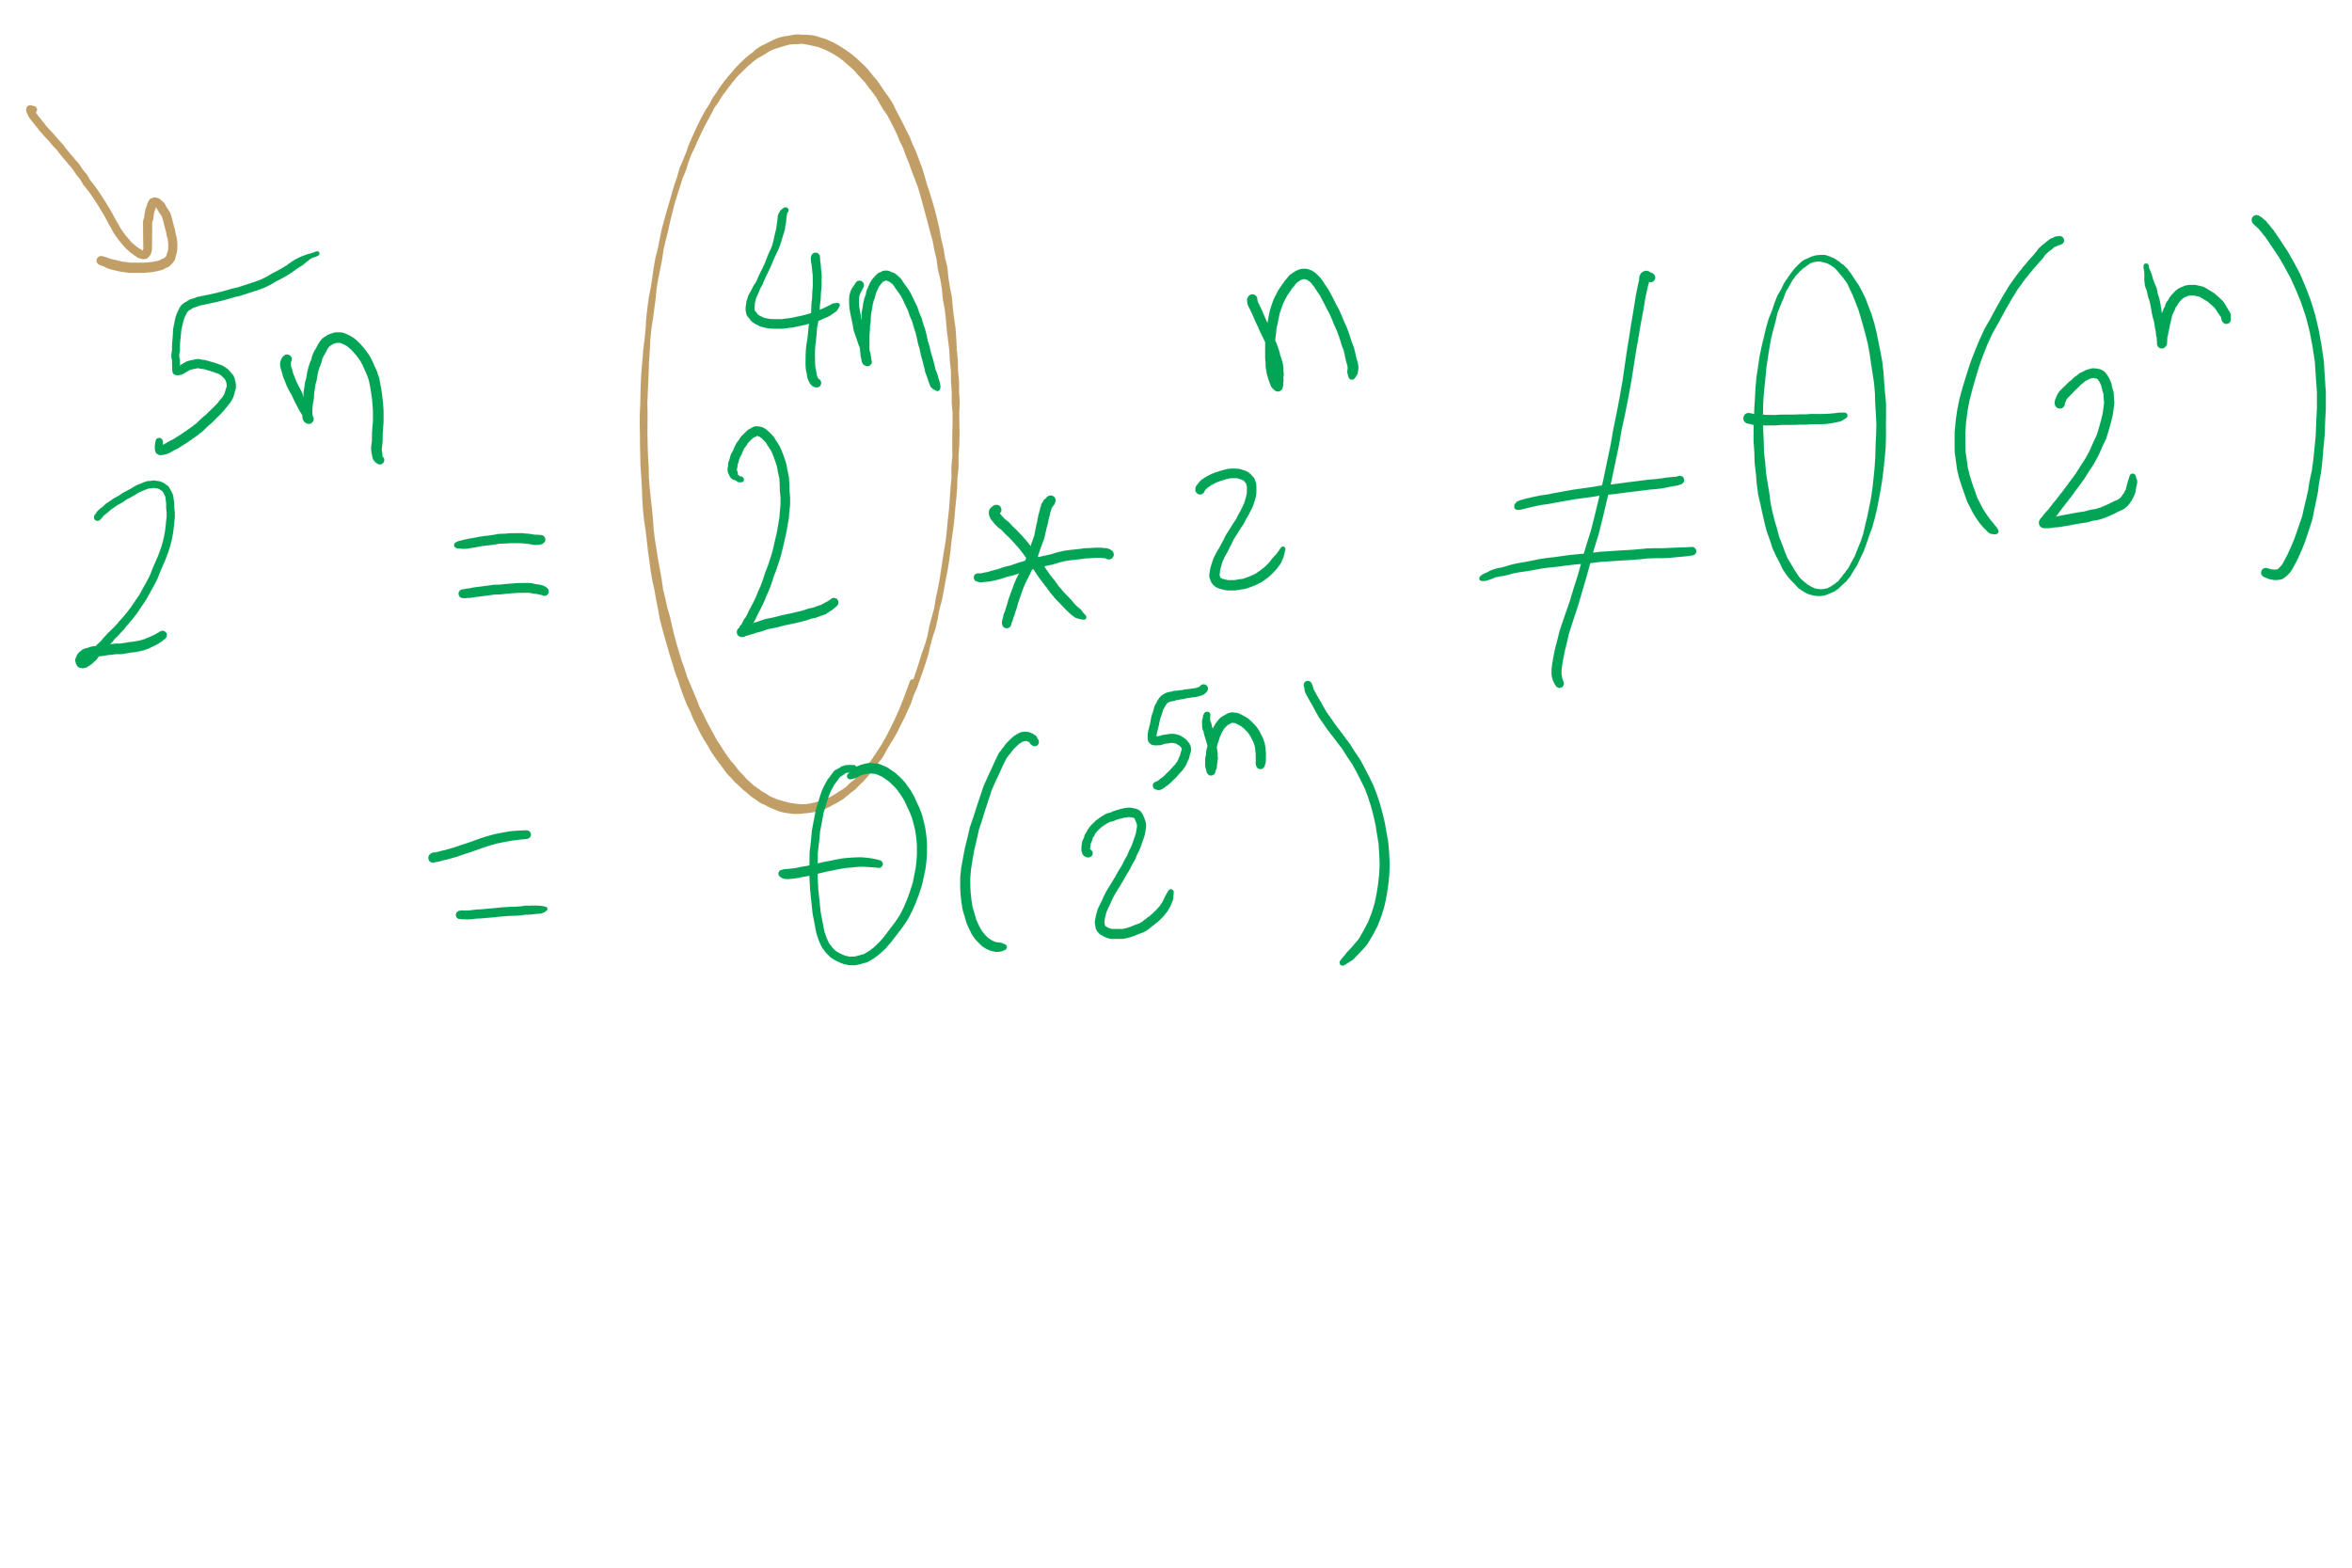 2^{5n} = 2^{4n} * 2^n ≠ Θ(2^n)
= Θ(2^{5n})